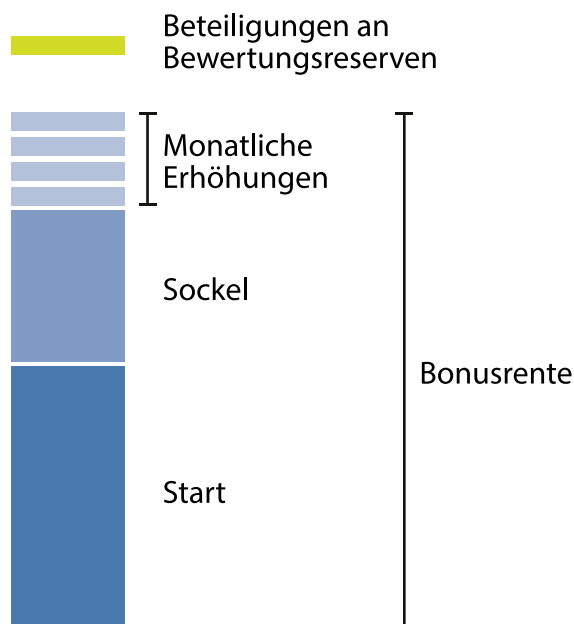 Beteiligungen an
Bewertungsreserven
Monatliche
Erhöhungen
Sockel
Bonusrente
Start